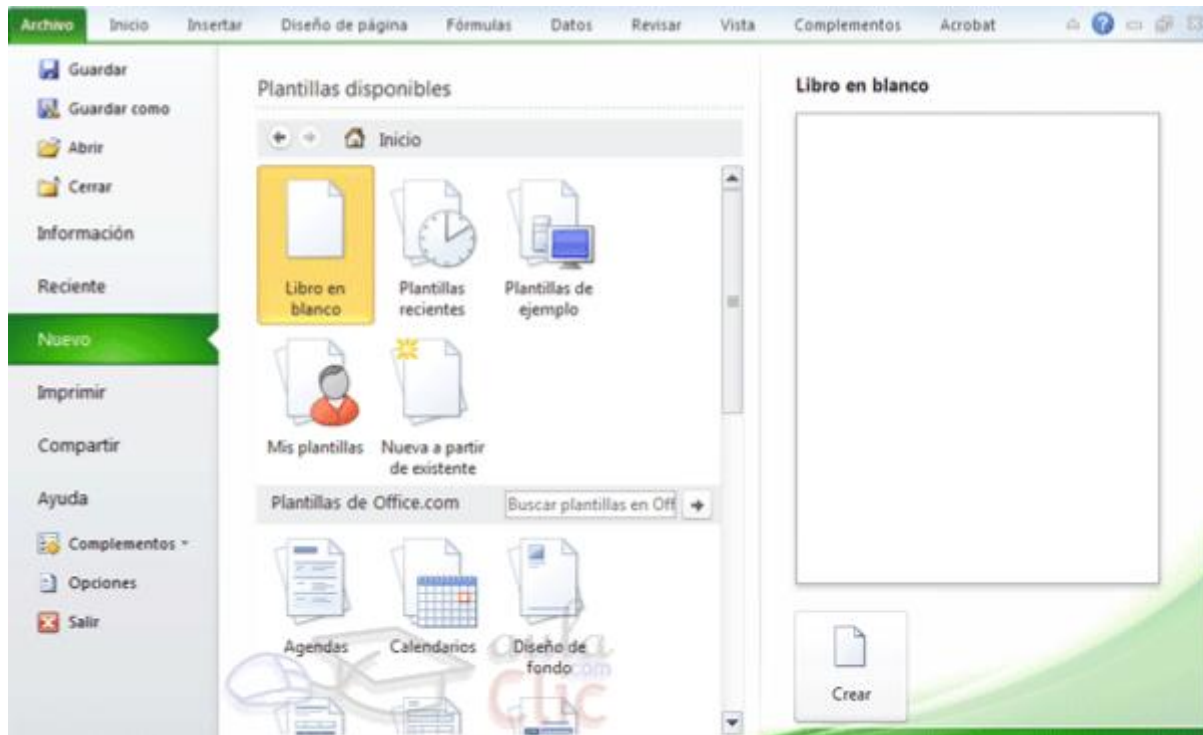 Archivo Inicio Insertar Diseño de página Fórmulas Datos Revisar Vista Complementos Acrobat
Guardar
Guardar como
Abrir
Cerrar
Información
Reciente
Nuevo
Imprimir
Compartir
Ayuda
Complementos
Opciones
Salir
Plantillas disponibles
Inicio
Libro en
blanco
Plantillas
recientes
Plantillas de
ejemplo
Mis plantillas
Nueva a partir
de existente
Plantillas de Office.com
Buscar plantillas en Off
Agendas
Calendarios
Diseño de
fondo
aula
Clic
.com
Libro en blanco
Crear